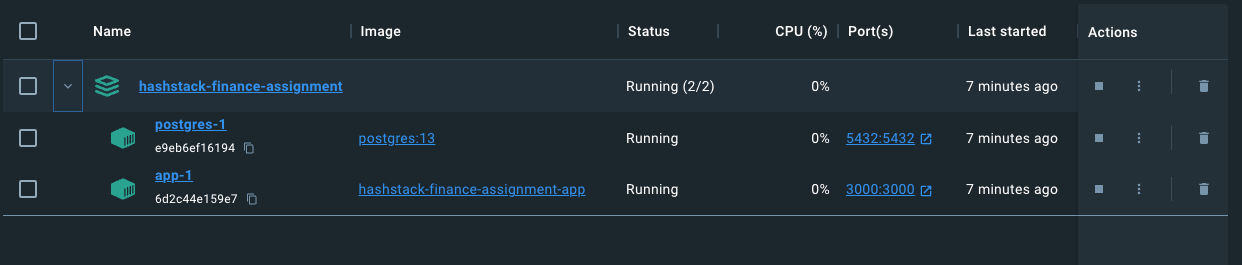 Name Image Status CPU (%) Port(s) Last started Actions
hashstack-finance-assignment Running (2/2) 0% 7 minutes ago
postgres-1
e9eb6ef16194
postgres:13 Running 0% 5432:5432 7 minutes ago
app-1
6d2c44e159e7
hashstack-finance-assignment-app Running 0% 3000:3000 7 minutes ago